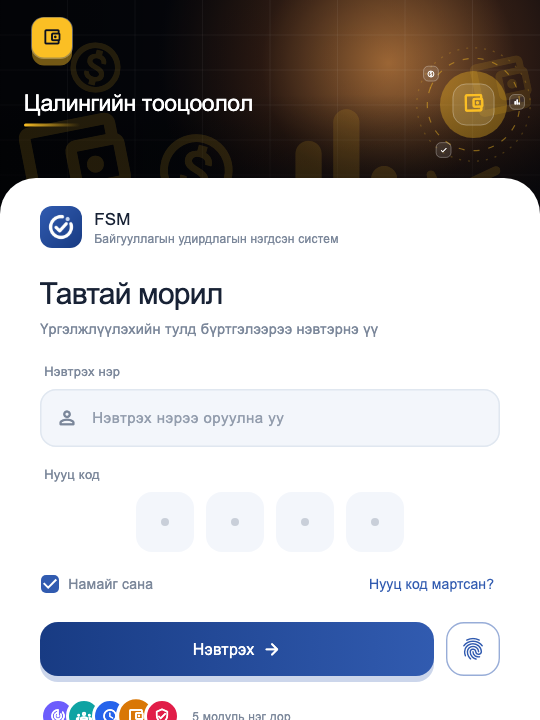 Цалингийн тооцоолол
FSM
Байгууллагын удирдлагын нэгдсэн систем
Тавтай морил
Үргэлжлүүлэхийн тулд бүртгэлээрээ нэвтэрнэ үү
Нэвтрэх нэр
Нэвтрэх нэрээ оруулна уу
Нууц код
Намайг сана
Нууц код мартсан?
Нэвтрэх
5 модуль нэг дор